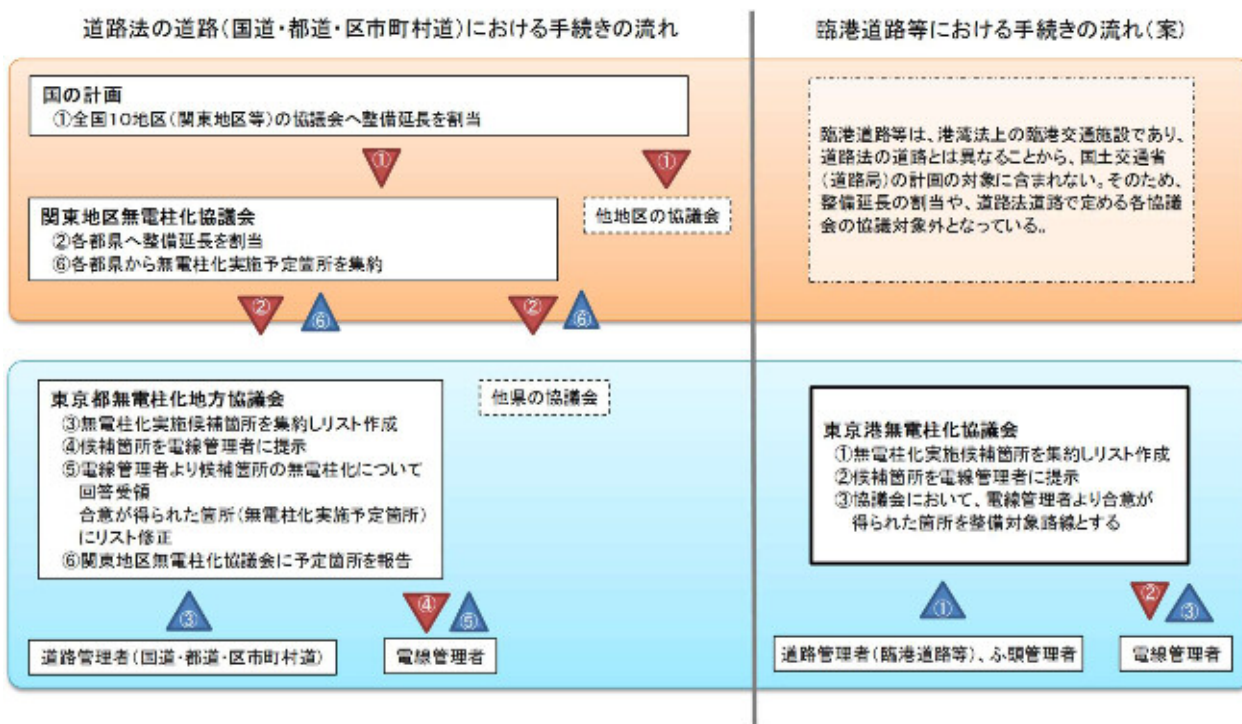 道路法の道路(国道・都道・区市町村道)における手続きの流れ
国の計画
①全国10地区(関東地区等)の協議会へ整備延長を割当
①
①
関東地区無電柱化協議会
②各都県へ整備延長を割当
⑥各都県から無電柱化実施予定箇所を集約
他地区の協議会
②
⑥
②
⑥
東京都無電柱化地方協議会
③無電柱化実施候補箇所を集約しリスト作成
④候補箇所を電線管理者に提示
⑤電線管理者より候補箇所の無電柱化について
回答受領
合意が得られた箇所(無電柱化実施予定箇所)
にリスト修正
⑥関東地区無電柱化協議会に予定箇所を報告
他県の協議会
③
④
⑤
道路管理者(国道・都道・区市町村道)
電線管理者
臨港道路等における手続きの流れ(案)
臨港道路等は、港湾法上の臨港交通施設であり、
道路法の道路とは異なることから、国土交通省
(道路局)の計画の対象に含まれない。そのため、
整備延長の割当や、道路法道路で定める各協議
会の協議対象外となっている。
東京港無電柱化協議会
①無電柱化実施候補箇所を集約しリスト作成
②候補箇所を電線管理者に提示
③協議会において、電線管理者より合意が
得られた箇所を整備対象路線とする
①
②
③
道路管理者(臨港道路等)、ふ頭管理者
電線管理者